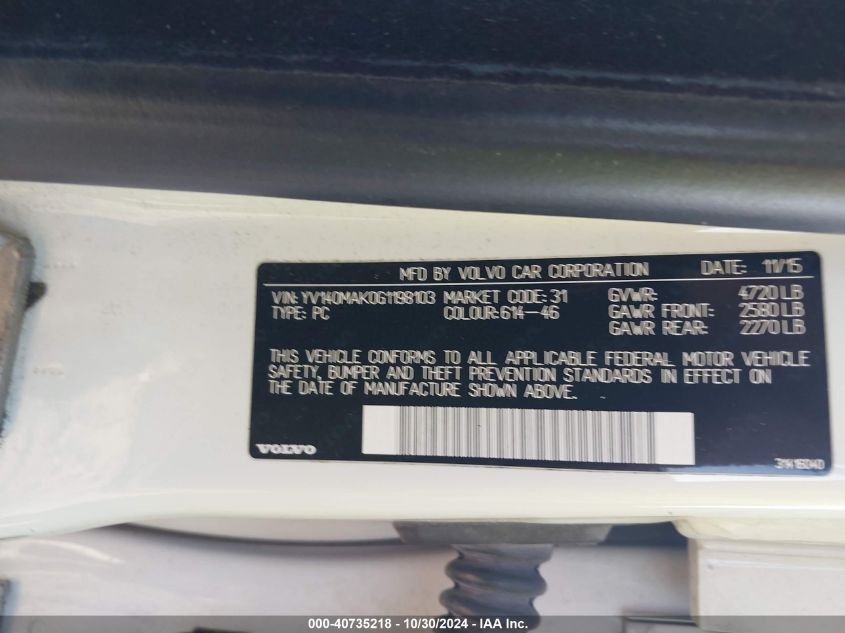 MFD BY VOLVO CAR CORPORATION DATE: 11/15
VIN: YV140MAK0G1198103 MARKET CODE: 31 GVWR: 4720 LB
TYPE: PC COLOUR: 614-46 GAWR FRONT: 2580 LB
GAWR REAR: 2270 LB
THIS VEHICLE CONFORMS TO ALL APPLICABLE FEDERAL MOTOR VEHICLE
SAFETY, BUMPER AND THEFT PREVENTION STANDARDS IN EFFECT ON
THE DATE OF MANUFACTURE SHOWN ABOVE.
VOLVO 31416040
000-40735218 - 10/30/2024 - IAA, Inc.